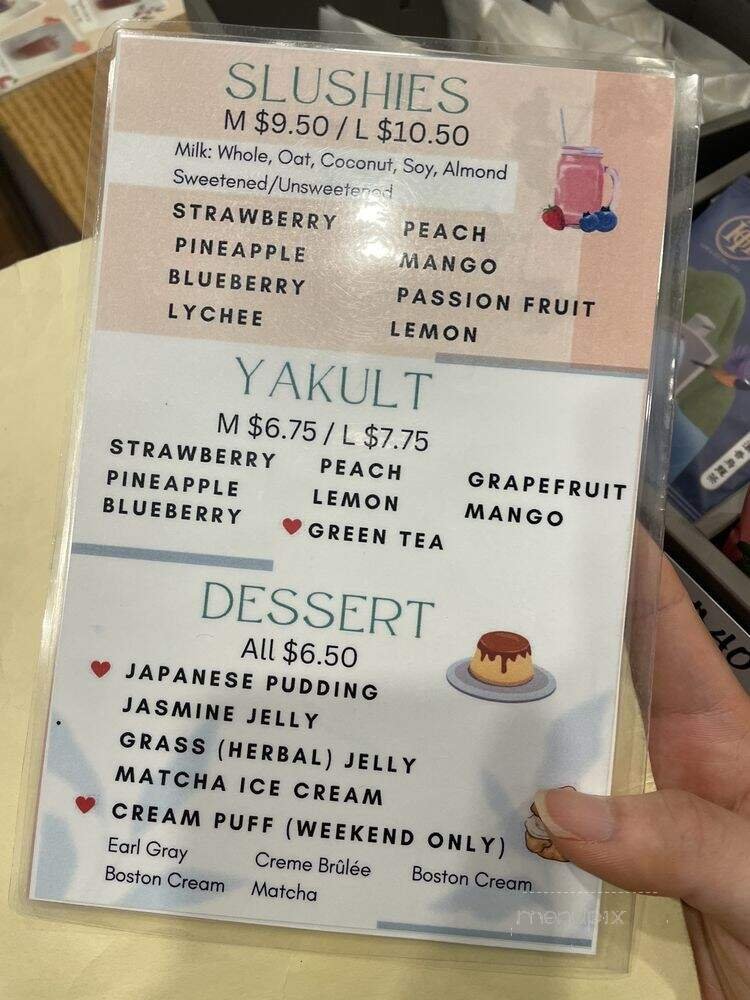 SLUSHIES
M $9.50 / L $10.50
Milk: Whole, Oat, Coconut, Soy, Almond
Sweetened/Unsweetened
STRAWBERRY PEACH
PINEAPPLE MANGO
BLUEBERRY PASSION FRUIT
LYCHEE LEMON
YAKULT
M $6.75 / L $7.75
STRAWBERRY PEACH GRAPEFRUIT
PINEAPPLE LEMON MANGO
BLUEBERRY GREEN TEA
DESSERT
All $6.50
JAPANESE PUDDING
JASMINE JELLY
GRASS (HERBAL) JELLY
MATCHA ICE CREAM
CREAM PUFF (WEEKEND ONLY)
Earl Gray Creme Brûlée Boston Cream
Boston Cream Matcha
menupix